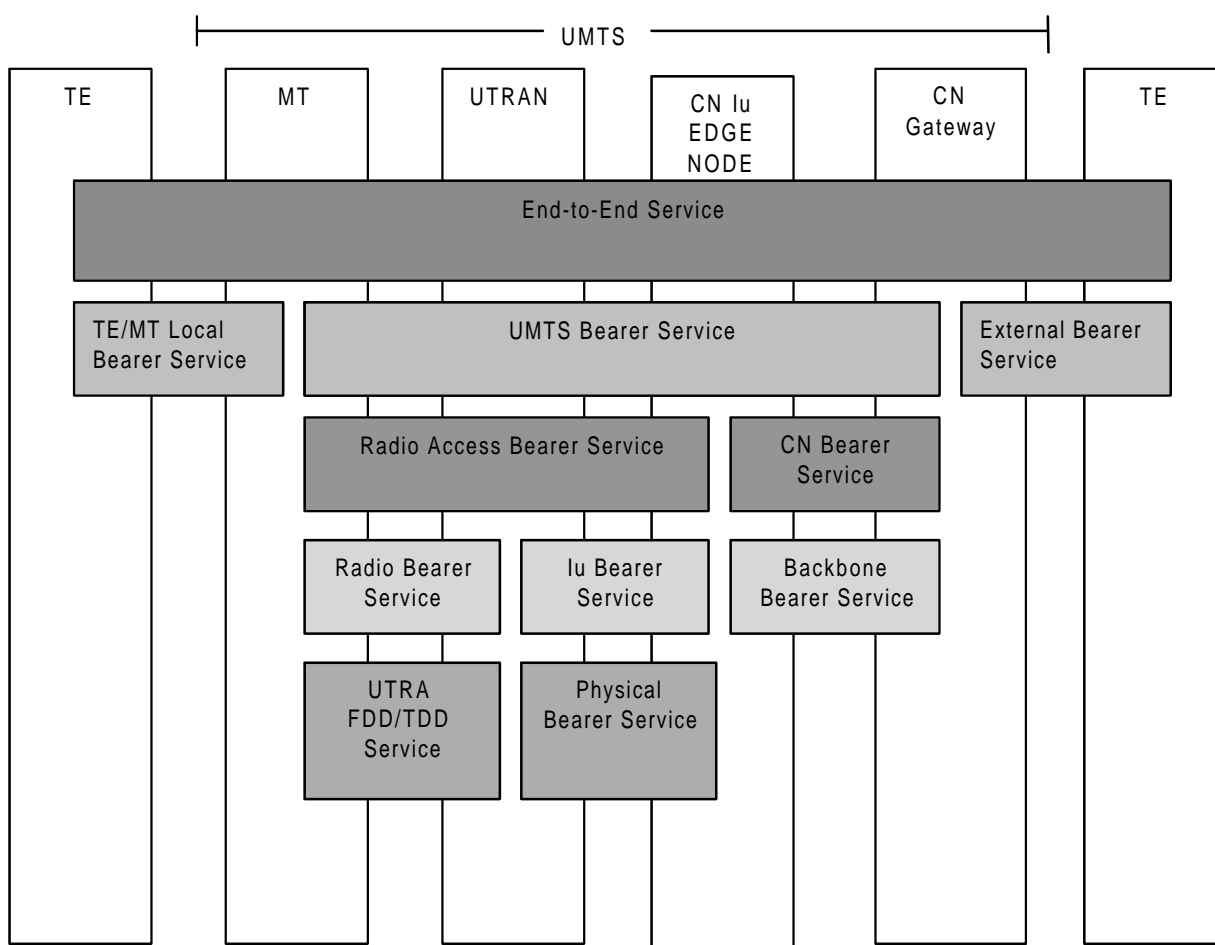 UMTS
TE
MT
UTRAN
CN Iu
EDGE
NODE
CN
Gateway
TE
End-to-End Service
TE/MT Local
Bearer Service
UMTS Bearer Service
External Bearer
Service
Radio Access Bearer Service
CN Bearer
Service
Radio Bearer
Service
Iu Bearer
Service
Backbone
Bearer Service
UTRA
FDD/TDD
Service
Physical
Bearer Service